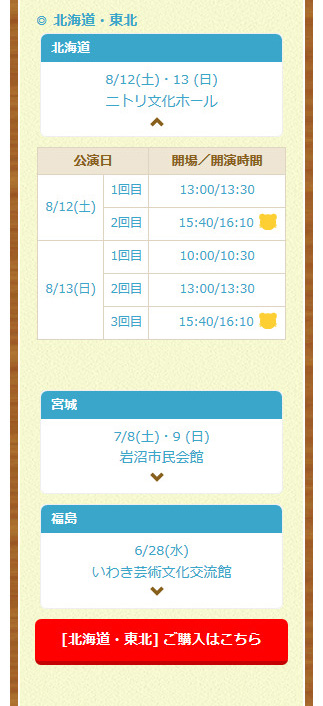 ◎ 北海道・東北
北海道
8/12(土)・13 (日)
ニトリ文化ホール
公演日 開場／開演時間
8/12(土) 1回目 13:00/13:30
2回目 15:40/16:10
8/13(日) 1回目 10:00/10:30
2回目 13:00/13:30
3回目 15:40/16:10
宮城
7/8(土)・9 (日)
岩沼市民会館
福島
6/28(水)
いわき芸術文化交流館
[北海道・東北] ご購入はこちら